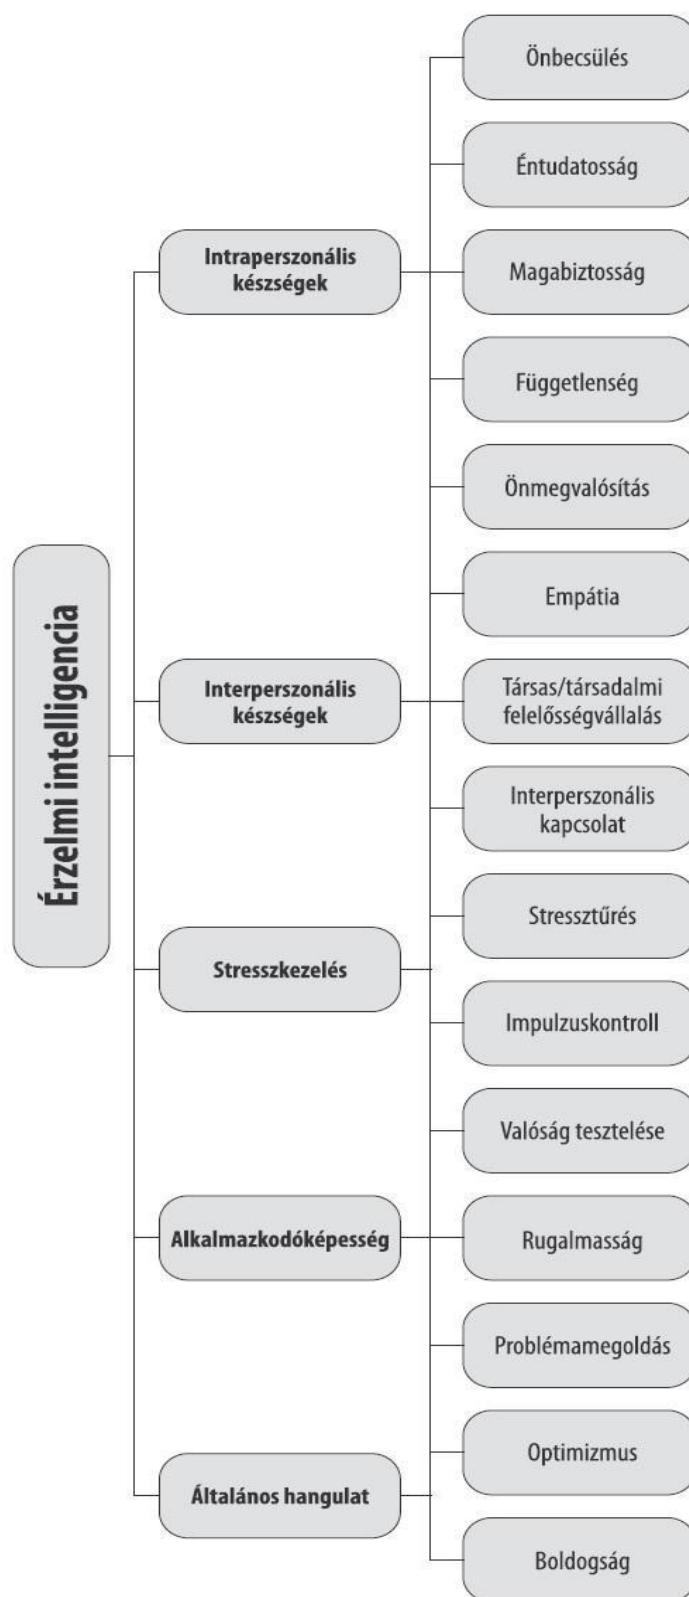 Érzelmi intelligencia
Intraperszonális
készségek
Interperszonális
készségek
Stresszkezelés
Alkalmazkodóképesség
Általános hangulat
Önbecsülés
Éntudatosság
Magabiztosság
Függetlenség
Önmegvalósítás
Empátia
Társas/társadalmi
felelősségvállalás
Interperszonális
kapcsolat
Stressztűrés
Impulzuskontroll
Valóság tesztelése
Rugalmasság
Problémamegoldás
Optimizmus
Boldogság